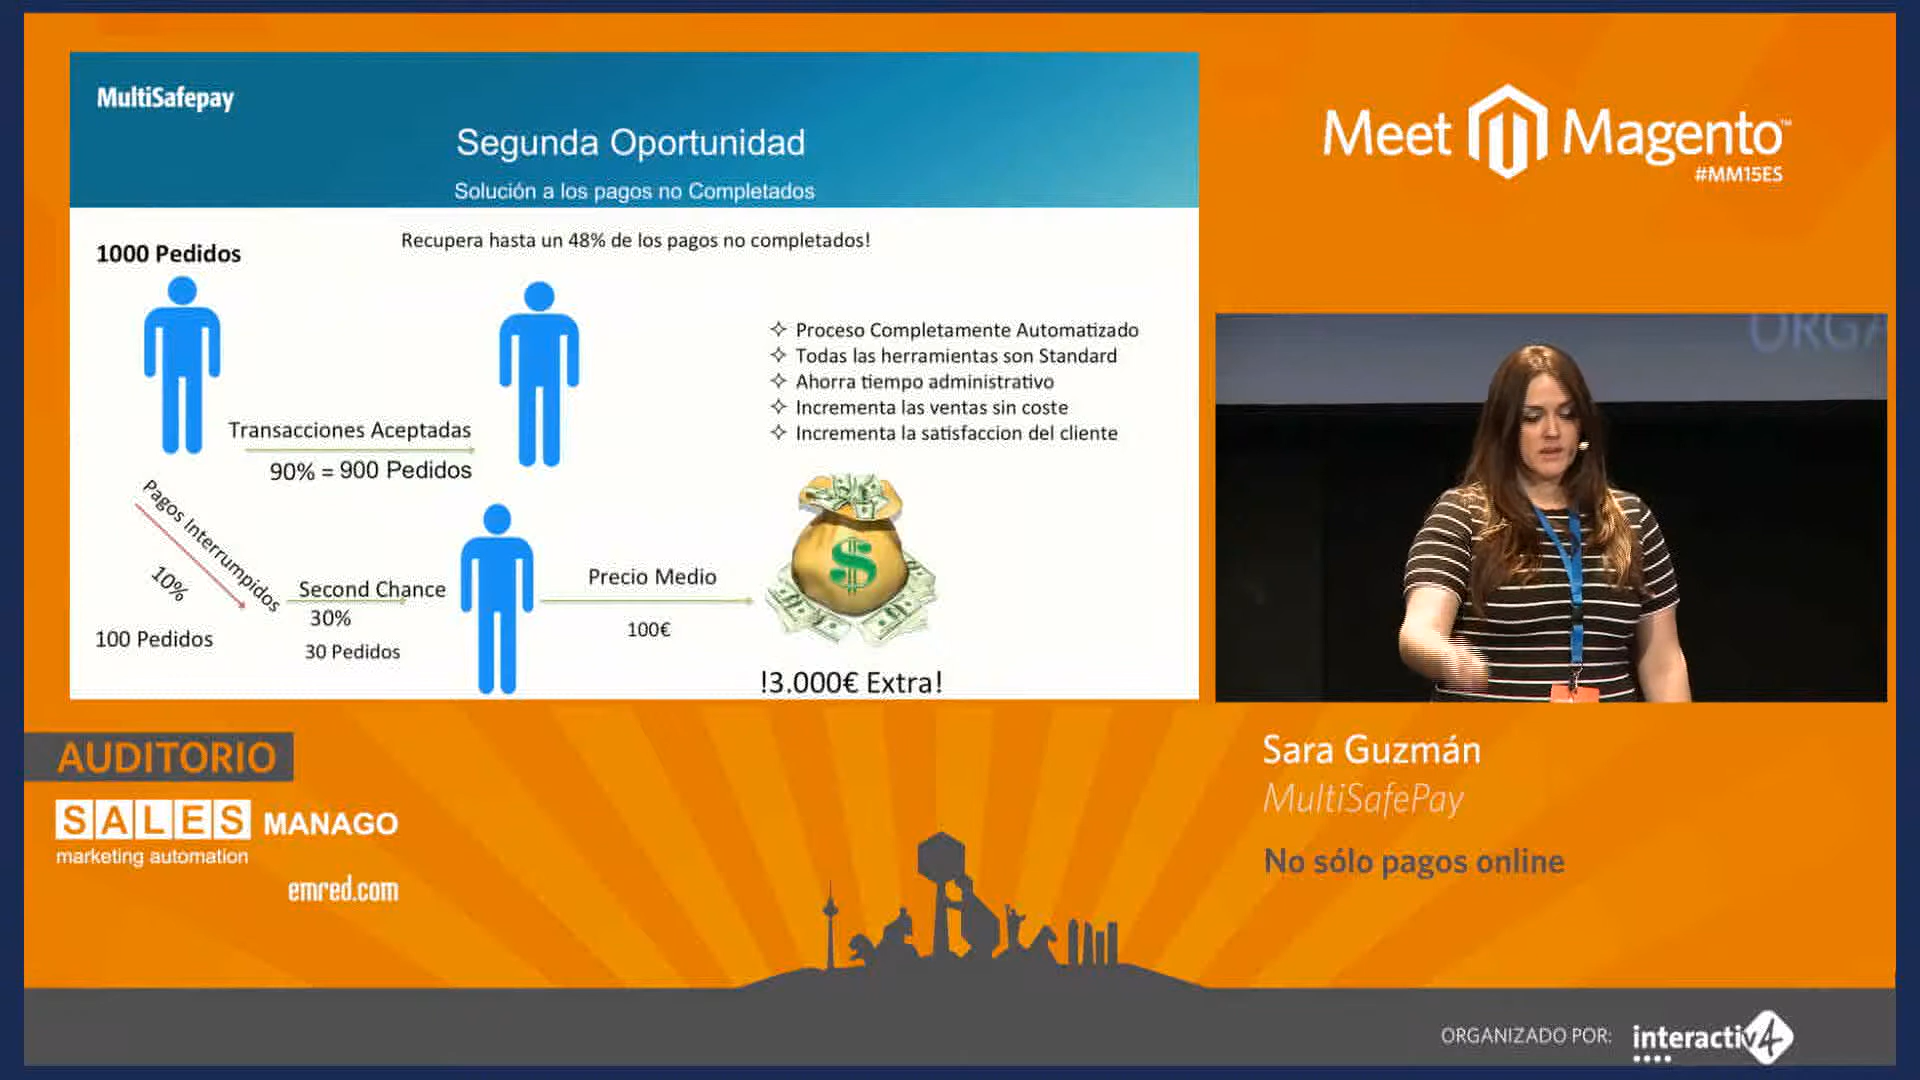 MultiSafepay
Segunda Oportunidad
Solución a los pagos no Completados
1000 Pedidos
Recupera hasta un 48% de los pagos no completados!
Proceso Completamente Automatizado
Todas las herramientas son Standard
Ahorra tiempo administrativo
Incrementa las ventas sin coste
Incrementa la satisfaccion del cliente
Transacciones Aceptadas
90% = 900 Pedidos
Pagos Interrumpidos
10%
100 Pedidos
Second Chance
30%
30 Pedidos
Precio Medio
100€
$
!3.000€ Extra!
Meet Magento™
#MM15ES
ORGA
Sara Guzmán
MultiSafePay
No sólo pagos online
AUDITORIO
SALES MANAGO
marketing automation
emred.com
ORGANIZADO POR: interactiv4